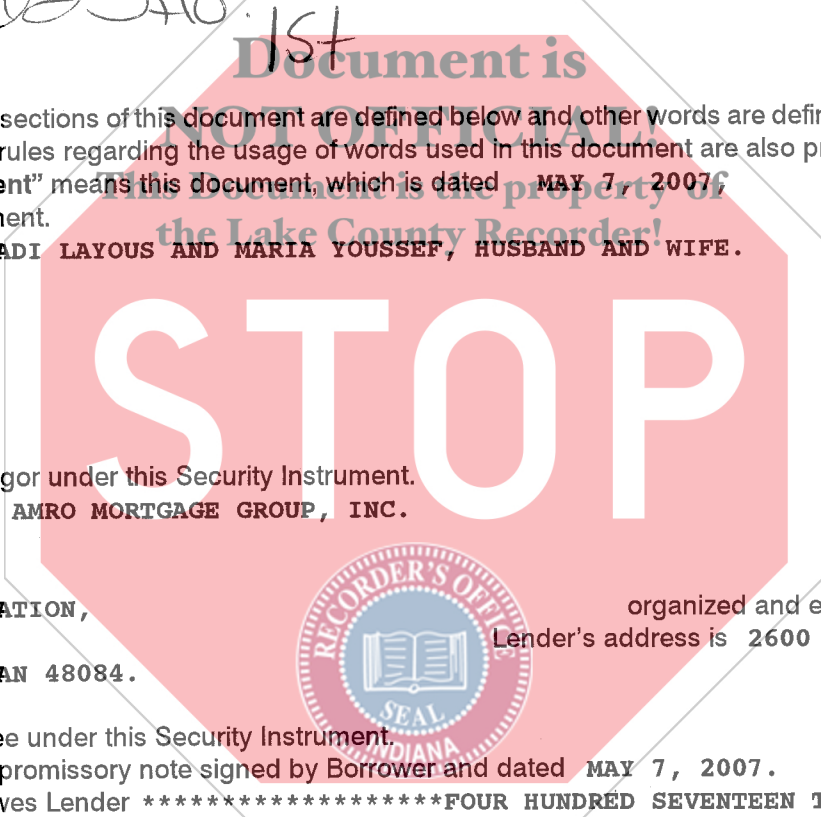 1st
Document is
sections of this document are defined below and other words are defin
NOT OFFICIAL!
rules regarding the usage of words used in this document are also pr
ent” means this Document, which is dated MAY 7, 2007,
This Document is the property of
ent.
the Lake County Recorder!
ADI LAYOUS AND MARIA YOUSSEF, HUSBAND AND WIFE.
STOP
gor under this Security Instrument.
AMRO MORTGAGE GROUP, INC.
RECORDER'S OFFICE
ATION, organized and e
Lender's address is 2600
AN 48084.
SEAL
INDIANA
ee under this Security Instrument.
promissory note signed by Borrower and dated MAY 7, 2007.
ves Lender *******************FOUR HUNDRED SEVENTEEN T